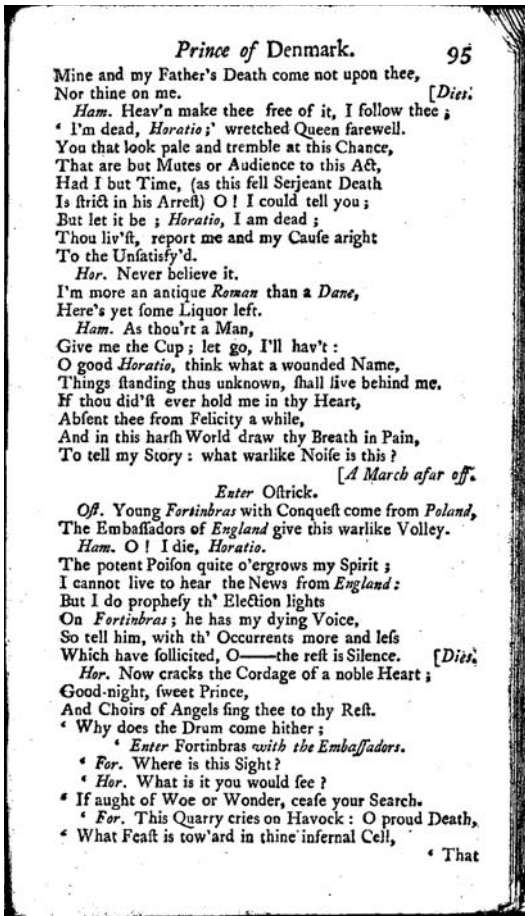 Prince of Denmark. 95
Mine and my Father's Death come not upon thee,
Nor thine on me. [Dies.
Ham. Heav'n make thee free of it, I follow thee;
‘ I'm dead, Horatio;’ wretched Queen farewell.
You that look pale and tremble at this Chance,
That are but Mutes or Audience to this Act,
Had I but Time, (as this fell Serjeant Death
Is ſtrict in his Arreſt) O! I could tell you;
But let it be; Horatio, I am dead;
Thou liv'ſt, report me and my Cauſe aright
To the Unſatisfy'd.
Hor. Never believe it.
I'm more an antique Roman than a Dane,
Here's yet ſome Liquor left.
Ham. As thou'rt a Man,
Give me the Cup; let go, I'll hav't:
O good Horatio, think what a wounded Name,
Things ſtanding thus unknown, ſhall live behind me.
If thou did'ſt ever hold me in thy Heart,
Abſent thee from Felicity a while,
And in this harſh World draw thy Breath in Pain,
To tell my Story: what warlike Noiſe is this?
[A March afar off.
Enter Oſtrick.
Oſt. Young Fortinbras with Conqueſt come from Poland,
The Embaſſadors of England give this warlike Volley.
Ham. O! I die, Horatio.
The potent Poiſon quite o'ergrows my Spirit;
I cannot live to hear the News from England:
But I do propheſy th' Election lights
On Fortinbras; he has my dying Voice,
So tell him, with th' Occurrents more and leſs
Which have ſollicited, O——the reſt is Silence. [Dies.
Hor. Now cracks the Cordage of a noble Heart;
Good-night, ſweet Prince,
And Choirs of Angels ſing thee to thy Reſt.
‘ Why does the Drum come hither;
‘ Enter Fortinbras with the Embaſſadors.
‘ For. Where is this Sight?
‘ Hor. What is it you would ſee?
‘ If aught of Woe or Wonder, ceaſe your Search.
‘ For. This Quarry cries on Havock: O proud Death,
‘ What Feaſt is tow'ard in thine infernal Cell,
‘ That